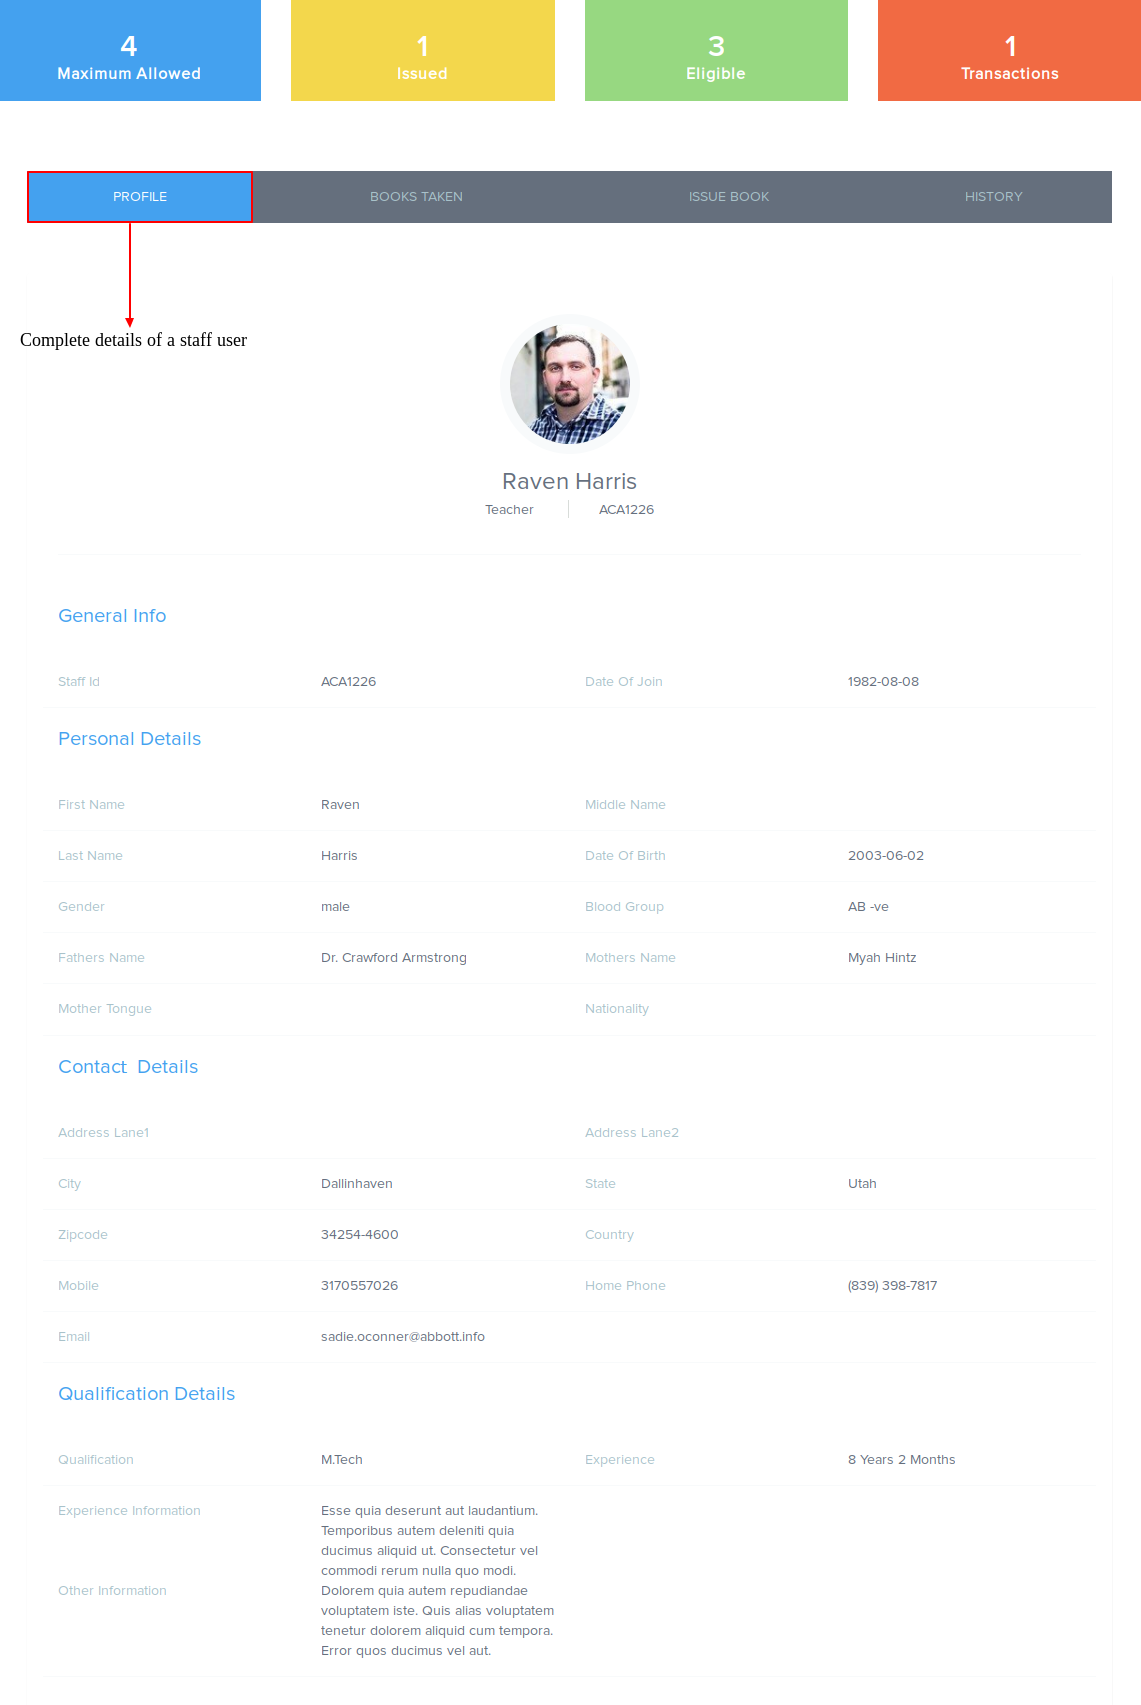 4
Maximum Allowed
1
Issued
3
Eligible
1
Transactions
PROFILE
BOOKS TAKEN
ISSUE BOOK
HISTORY
Complete details of a staff user
Raven Harris
Teacher ACA1226
General Info
Staff Id ACA1226 Date Of Join 1982-08-08
Personal Details
First Name Raven Middle Name
Last Name Harris Date Of Birth 2003-06-02
Gender male Blood Group AB -ve
Fathers Name Dr. Crawford Armstrong Mothers Name Myah Hintz
Mother Tongue Nationality
Contact  Details
Address Lane1 Address Lane2
City Dallinhaven State Utah
Zipcode 34254-4600 Country
Mobile 3170557026 Home Phone (839) 398-7817
Email sadie.oconner@abbott.info
Qualification Details
Qualification M.Tech Experience 8 Years 2 Months
Experience Information Esse quia deserunt aut laudantium.
Temporibus autem deleniti quia
ducimus aliquid ut. Consectetur vel
commodi rerum nulla quo modi.
Other Information Dolorem quia autem repudiandae
voluptatem iste. Quis alias voluptatem
tenetur dolorem aliquid cum tempora.
Error quos ducimus vel aut.